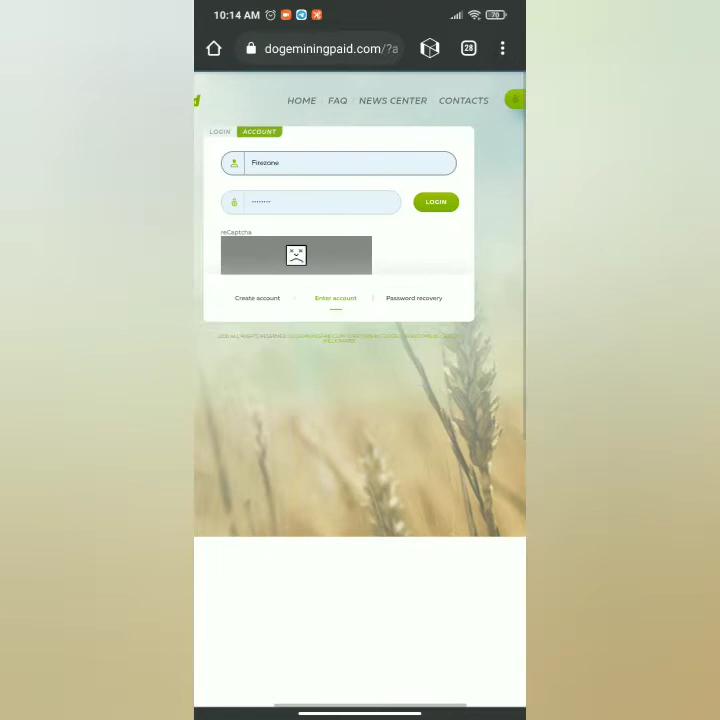 10:14 AM
70
dogeminingpaid.com/?a
28
d
HOME
FAQ
NEWS CENTER
CONTACTS
LOGIN
ACCOUNT
Firezone
LOGIN
reCaptcha
Create account
Enter account
Password recovery